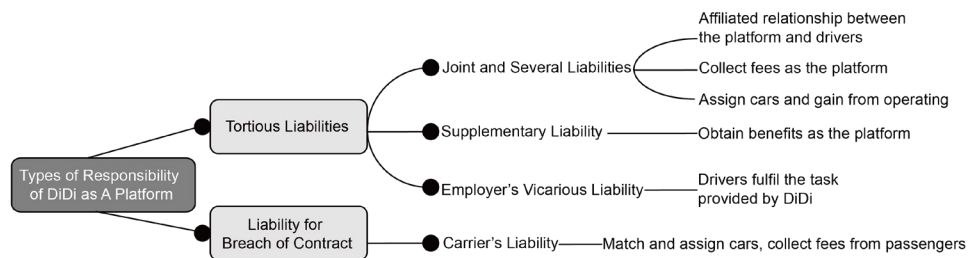 Types of Responsibility
of DiDi as A Platform
Tortious Liabilities
Joint and Several Liabilities
Affiliated relationship between
the platform and drivers
Collect fees as the platform
Assign cars and gain from operating
Supplementary Liability
Obtain benefits as the platform
Employer's Vicarious Liability
Drivers fulfil the task
provided by DiDi
Liability for
Breach of Contract
Carrier's Liability
Match and assign cars, collect fees from passengers